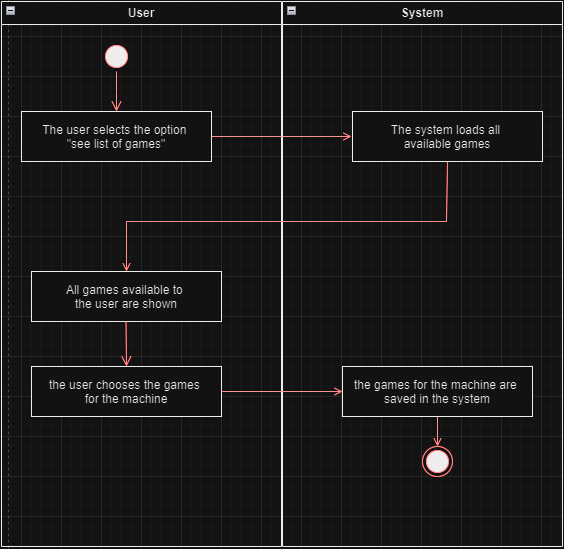 User
System
The user selects the option
"see list of games"
The system loads all
available games
All games available to
the user are shown
the user chooses the games
for the machine
the games for the machine are
saved in the system